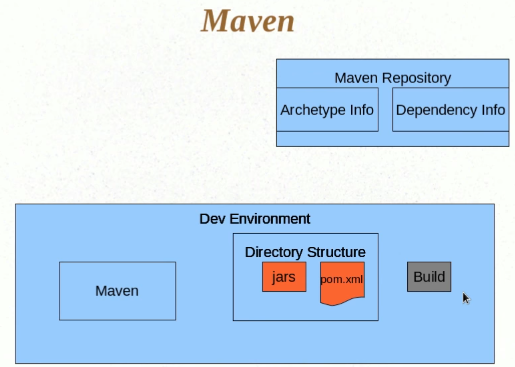 Maven
Maven Repository
Archetype Info
Dependency Info
Dev Environment
Directory Structure
jars
pom.xml
Maven
Build